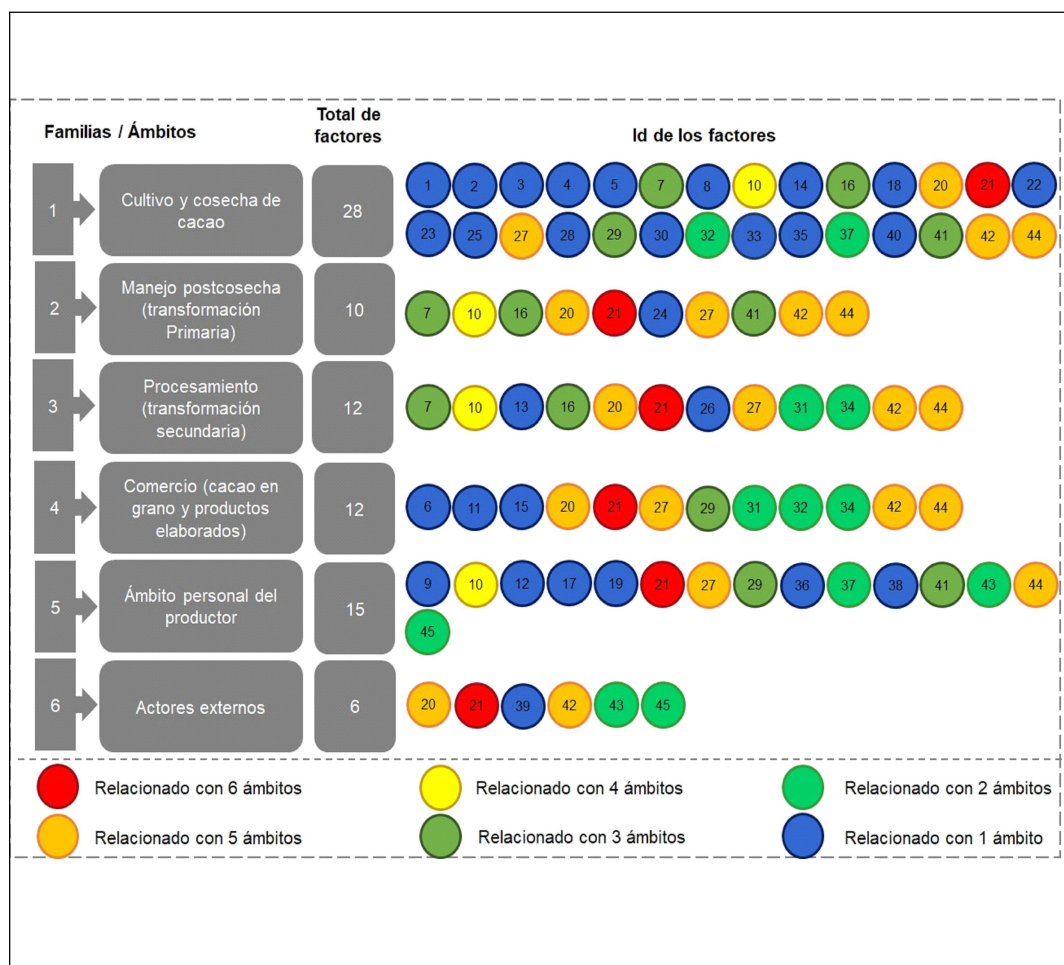 Familias / Ámbitos
Total de
factores
Id de los factores
1
Cultivo y cosecha de
cacao
28
1 2 3 4 5 7 8 10 14 16 18 20 21 22
23 25 27 28 29 30 32 33 35 37 40 41 42 44
2
Manejo postcosecha
(transformación
Primaria)
10
7 10 16 20 21 24 27 41 42 44
3
Procesamiento
(transformación
secundaria)
12
7 10 13 16 20 21 26 27 31 34 42 44
4
Comercio (cacao en
grano y productos
elaborados)
12
6 11 15 20 21 27 29 31 32 34 42 44
5
Ámbito personal del
productor
15
9 10 12 17 19 21 27 29 36 37 38 41 43 44
45
6
Actores externos
6
20 21 39 42 43 45
Relacionado con 6 ámbitos
Relacionado con 4 ámbitos
Relacionado con 2 ámbitos
Relacionado con 5 ámbitos
Relacionado con 3 ámbitos
Relacionado con 1 ámbito